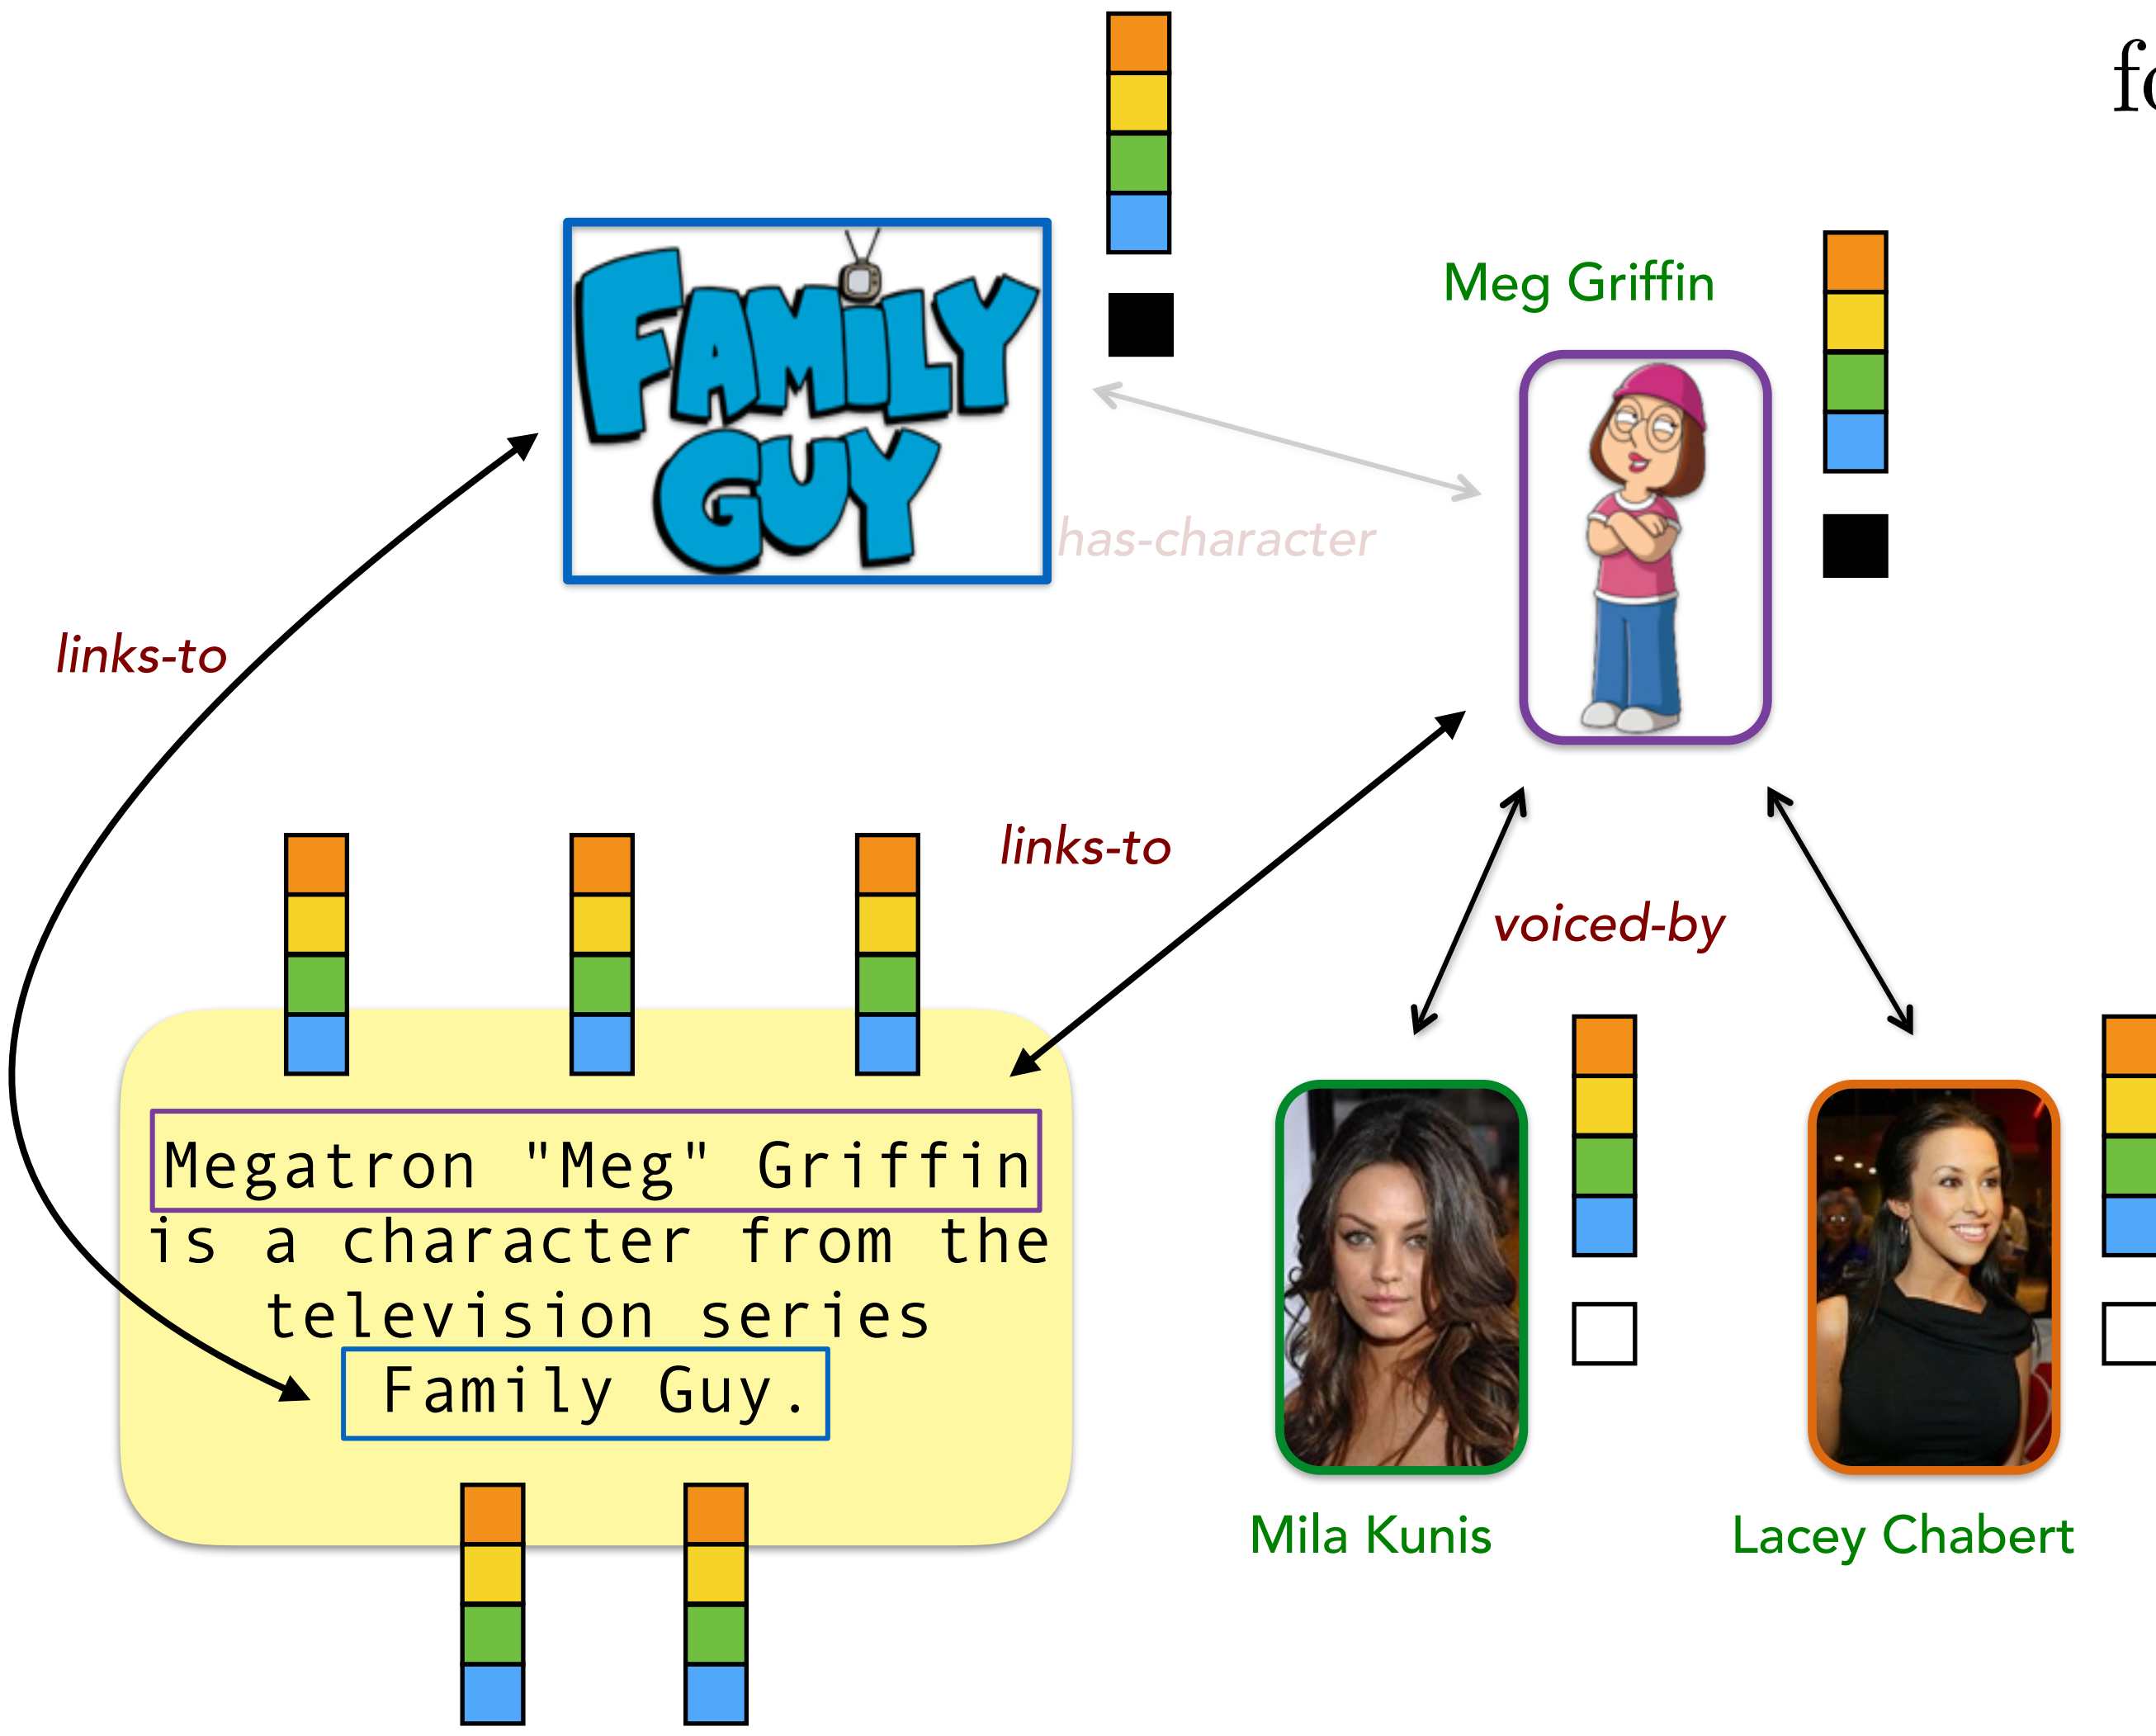 fo
FAMILY
GUY
Meg Griffin
has-character
links-to
links-to
voiced-by
Megatron "Meg" Griffin
is a character from the
television series
Family Guy.
Mila Kunis
Lacey Chabert